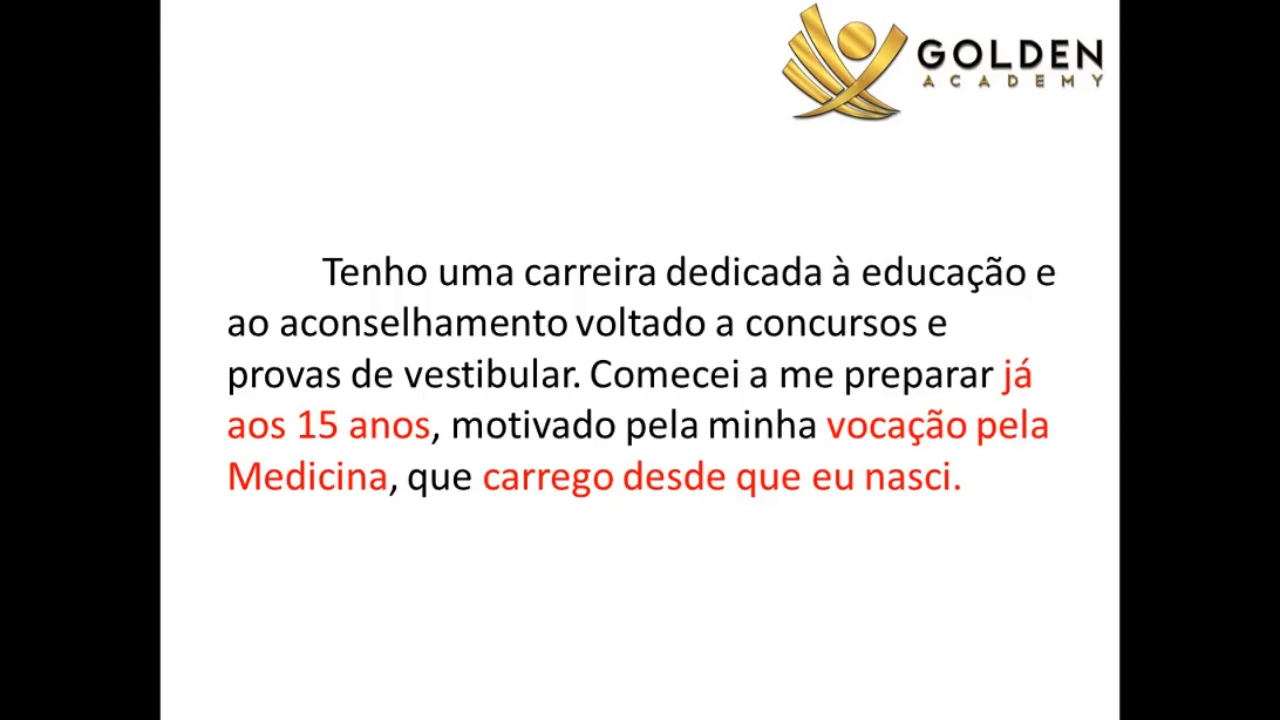 GOLDEN
ACADEMY
Tenho uma carreira dedicada à educação e
ao aconselhamento voltado a concursos e
provas de vestibular. Comecei a me preparar já
aos 15 anos, motivado pela minha vocação pela
Medicina, que carrego desde que eu nasci.